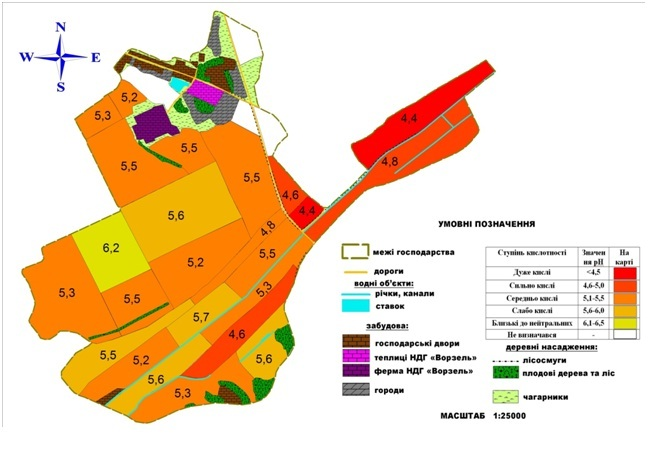 N
W E
S
4,4
5,2
5,3
4,8
5,5
5,5
5,5
4,6
4,4
5,6
4,8
6,2
5,5
5,2
5,3
5,5
5,3
5,7
4,6
5,5
5,2
5,6
5,6
5,3
УМОВНІ ПОЗНАЧЕННЯ
межі господарства
дороги
водні об'єкти:
річки, канали
ставок
забудова:
господарські двори
теплиці НДГ «Ворзель»
ферма НДГ «Ворзель»
городи
Ступінь кислотності Значен ня рН На карті
Дуже кислі <4,5
Сильно кислі 4,6-5,0
Середньо кислі 5,1-5,5
Слабо кислі 5,6-6,0
Близькі до нейтральних 6,1-6,5
Не визначався -
деревні насадження:
лісосмуги
плодові дерева та ліс
чагарники
МАСШТАБ 1:25000